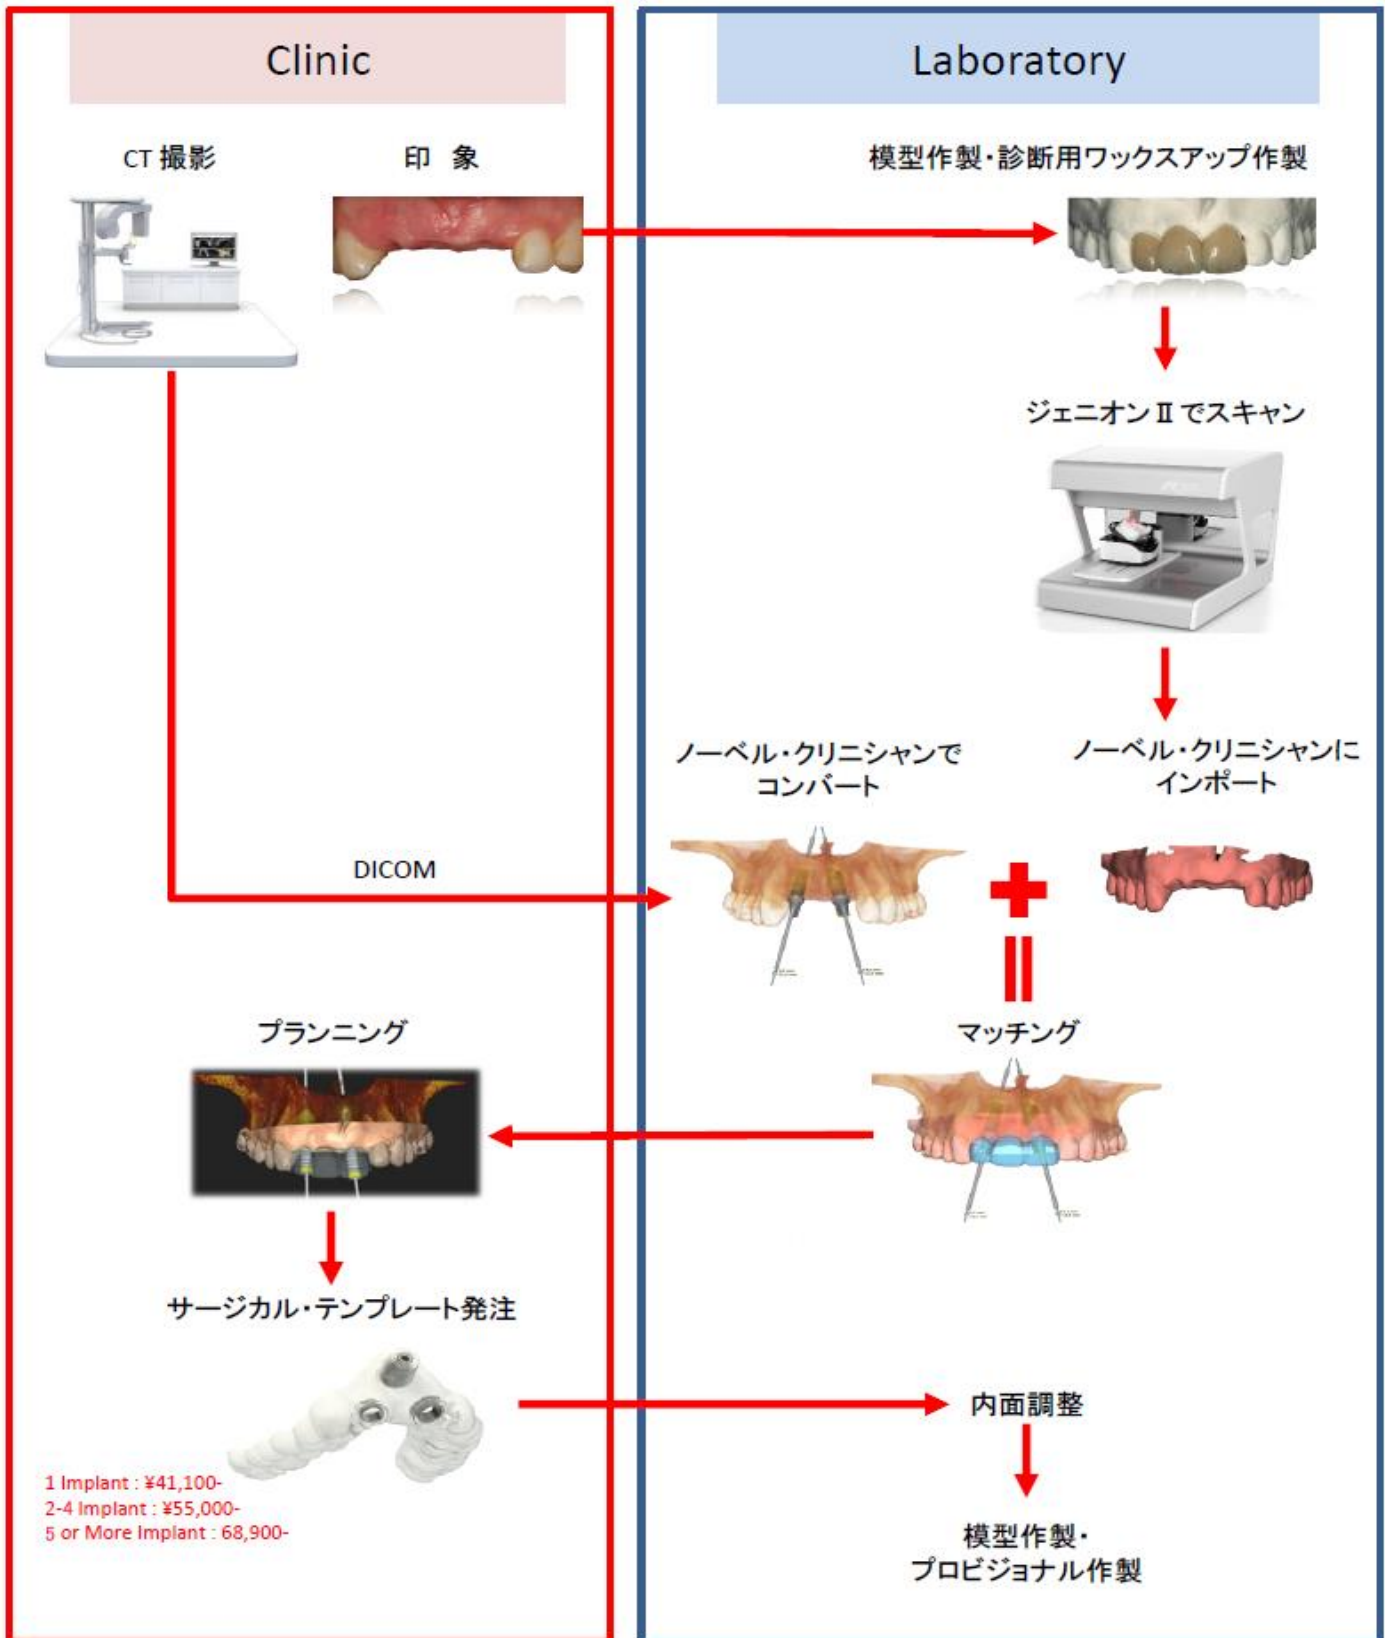 Clinic
Laboratory
CT 撮影
印 象
模型作製・診断用ワックスアップ作製
ジェニオンⅡでスキャン
ノーベル・クリニシャンで
コンバート
ノーベル・クリニシャンに
インポート
DICOM
マッチング
プランニング
サージカル・テンプレート発注
1 Implant : ¥41,100-
2-4 Implant : ¥55,000-
5 or More Implant : 68,900-
内面調整
模型作製・
プロビジョナル作製